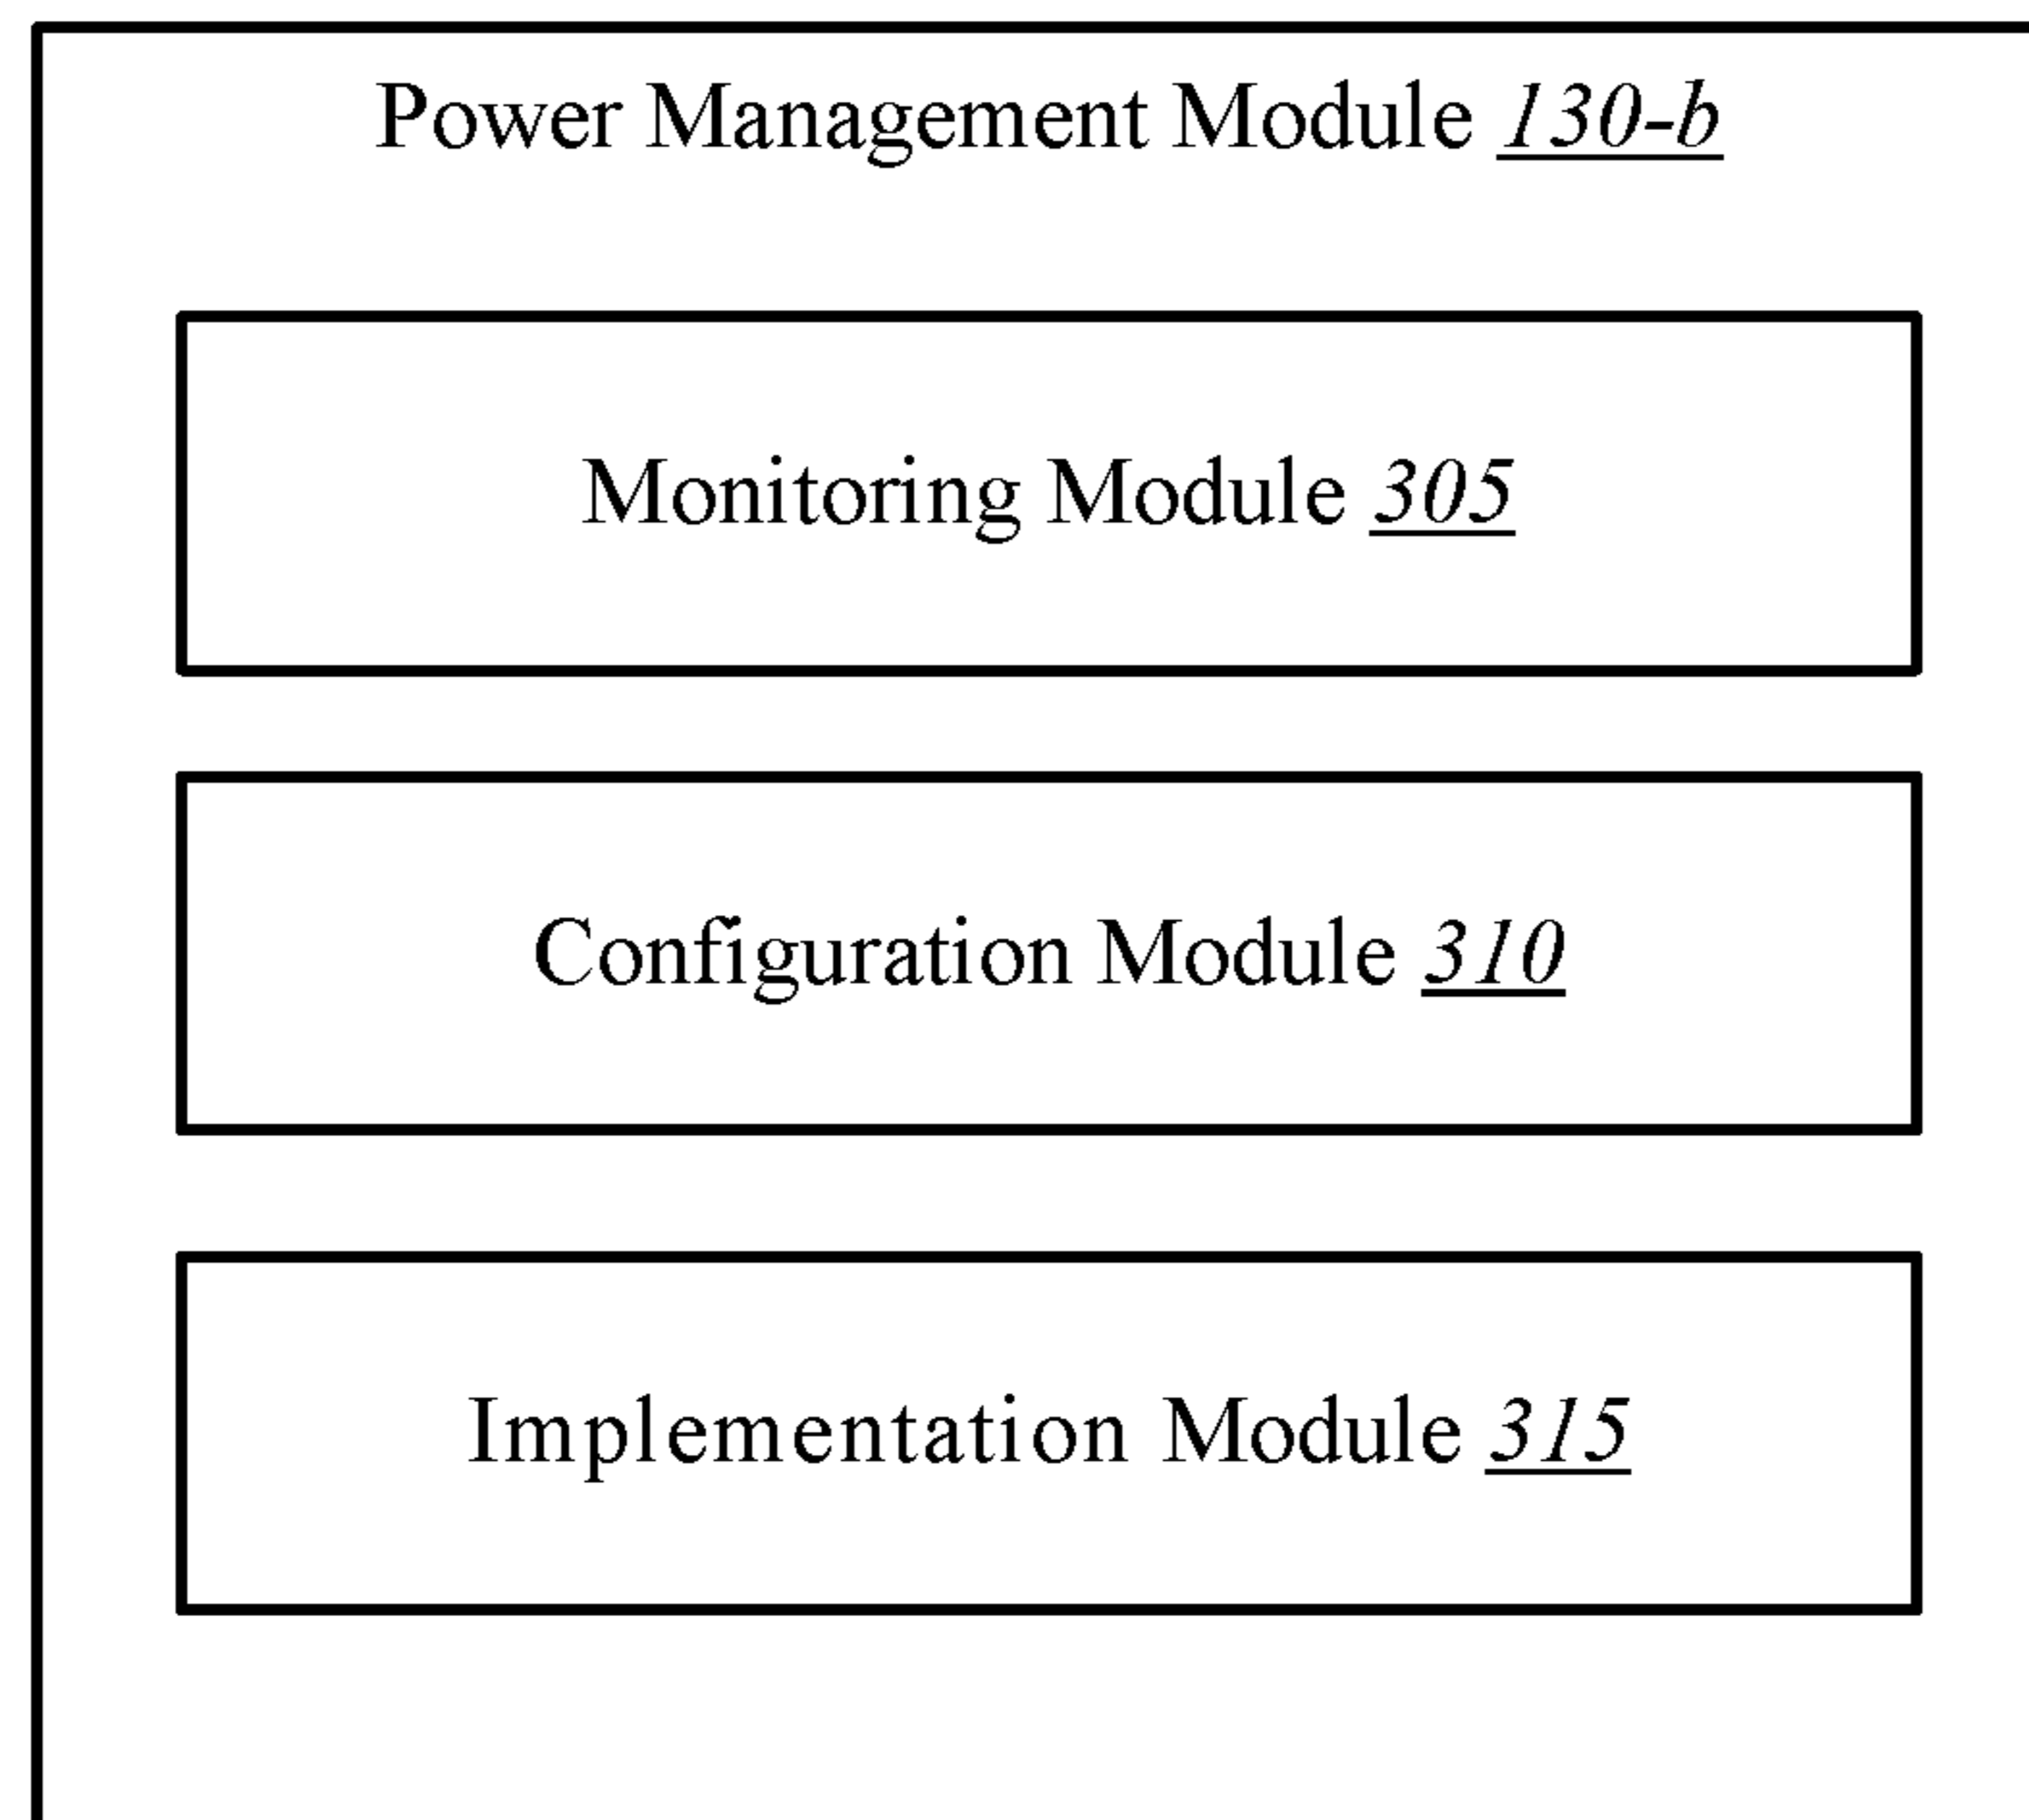 Power Management Module 130-b
Monitoring Module 305
Configuration Module 310
Implementation Module 315